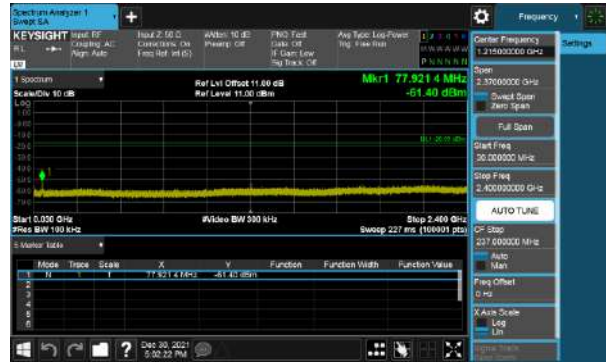 Spectrum Analyzer 1
Swept SA
+
Frequency
KEYSIGHT
Input: RF
Coupling: AC
Align: Auto
Input Z: 50 Ω
Corrections: On
Freq Ref: Int (S)
Atten: 10 dB
Preamp: Off
PNO: Fast
Gate: Off
IF Gain: Low
Sig Track: Off
Avg Type: Log-Power
Trig: Free Run
Center Frequency
1.215000000 GHz
Settings
Span
2.37000000 GHz
Swept Span
Zero Span
Full Span
Start Freq
30.000000 MHz
Stop Freq
2.400000000 GHz
AUTO TUNE
CF Step
237.000000 MHz
Auto
Man
Freq Offset
0 Hz
X Axis Scale
Log
Lin
1 Spectrum
Scale/Div 10 dB
Log
Ref Lvl Offset 11.00 dB
Ref Level 11.00 dBm
Mkr1 77.921 4 MHz
-61.40 dBm
Start 0.030 GHz
#Res BW 100 kHz
#Video BW 300 kHz
Stop 2.400 GHz
Sweep 227 ms (100001 pts)
5 Marker Table
Mode Trace Scale X Y Function Function Width Function Value
1 N 1 f 77.921 4 MHz -61.40 dBm
2
3
4
5
6
?
Dec 30, 2021
5:02:22 PM